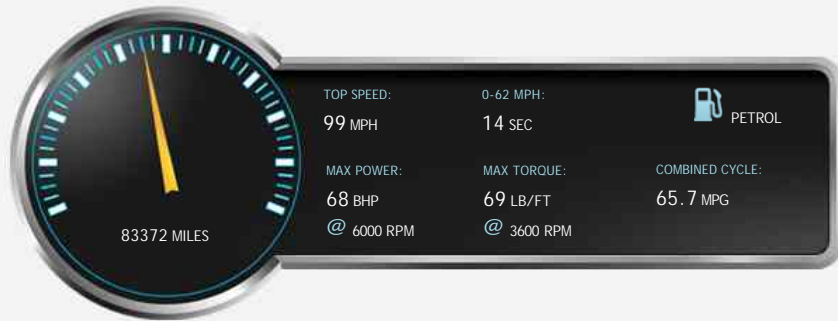 TOP SPEED:
99 MPH
0-62 MPH:
14 SEC
PETROL
MAX POWER:
68 BHP
@ 6000 RPM
MAX TORQUE:
69 LB/FT
@ 3600 RPM
COMBINED CYCLE:
65.7 MPG
83372 MILES